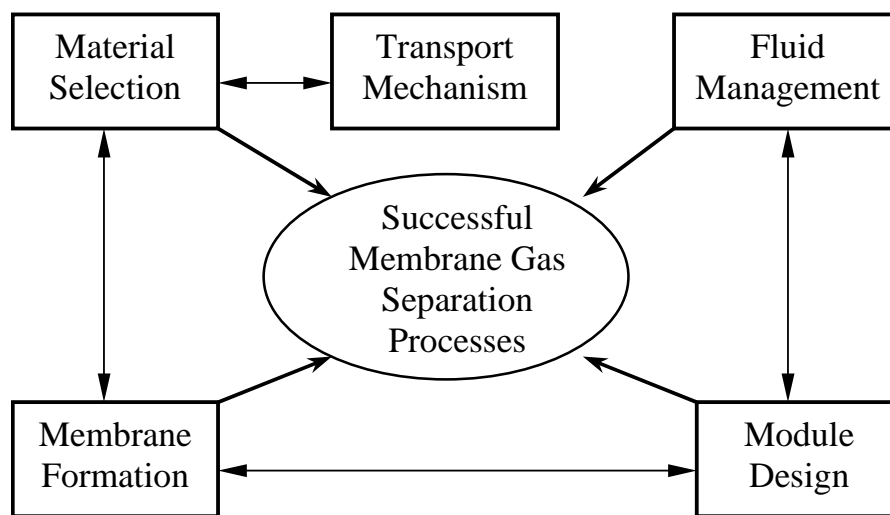 Material
Selection
Transport
Mechanism
Fluid
Management
Successful
Membrane Gas
Separation
Processes
Membrane
Formation
Module
Design